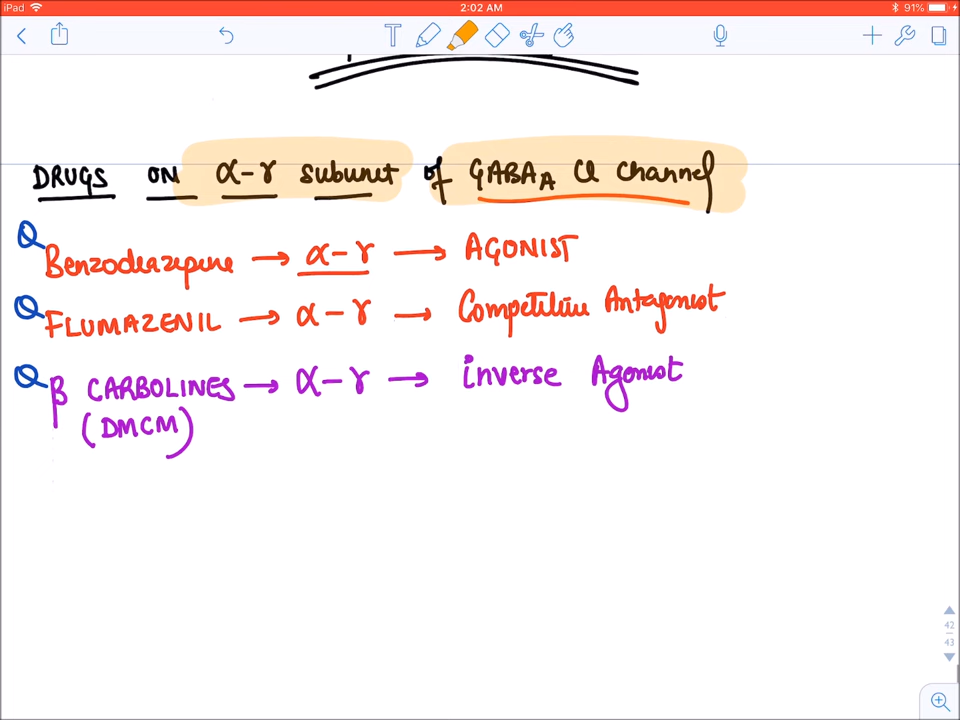 iPad 2:02 AM 91%
T
DRUGS ON α-γ Subunit of GABAA Cl Channel
Q Benzodiazepine → α-γ → AGONIST
Q FLUMAZENIL → α-γ → Competitive Antagonist
Q β CARBOLINES → α-γ → inverse Agonist
(DMCM)
42
43